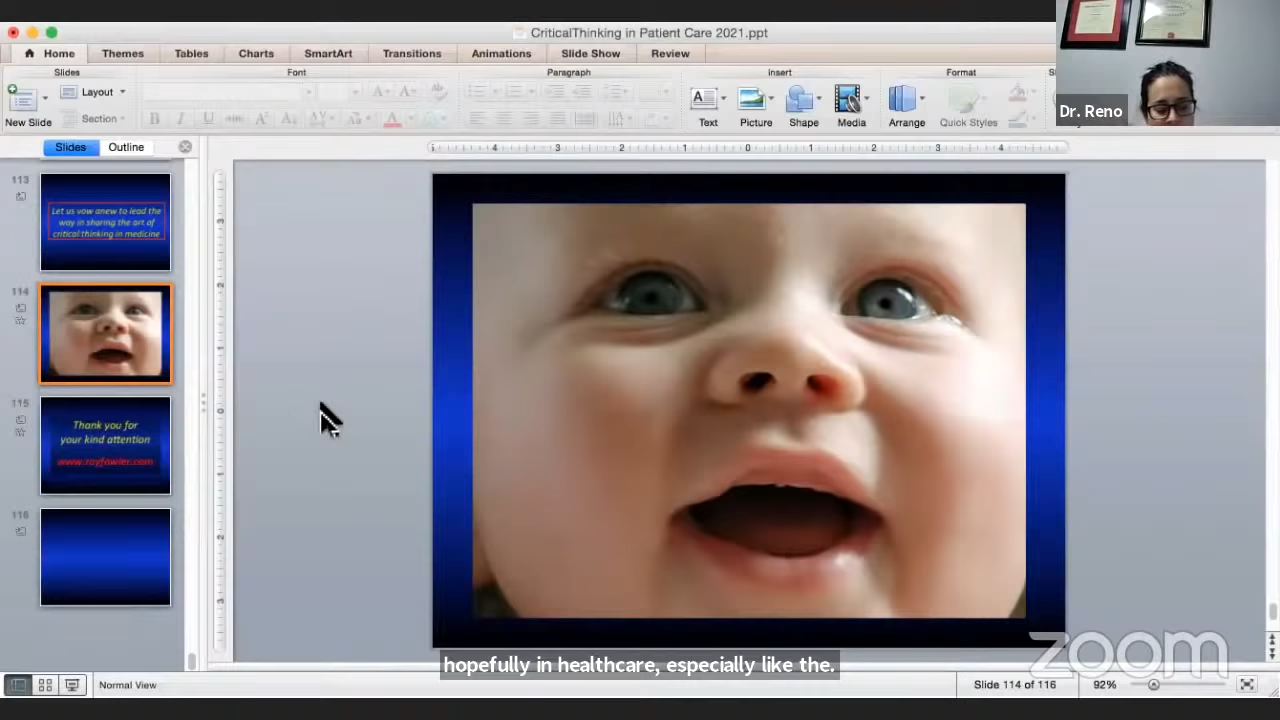 CriticalThinking in Patient Care 2021.ppt
Home Themes Tables Charts SmartArt Transitions Animations Slide Show Review
Slides Font Paragraph Insert Format
Layout
Section
New Slide
Text Picture Shape Media Arrange Quick Styles
Dr. Reno
Slides Outline
113
Let us vow anew to lead the
way in sharing the art of
critical thinking in medicine
114
115
Thank you for
your kind attention
www.rayfowler.com
116
hopefully in healthcare, especially like the.
zoom
Normal View
Slide 114 of 116
92%